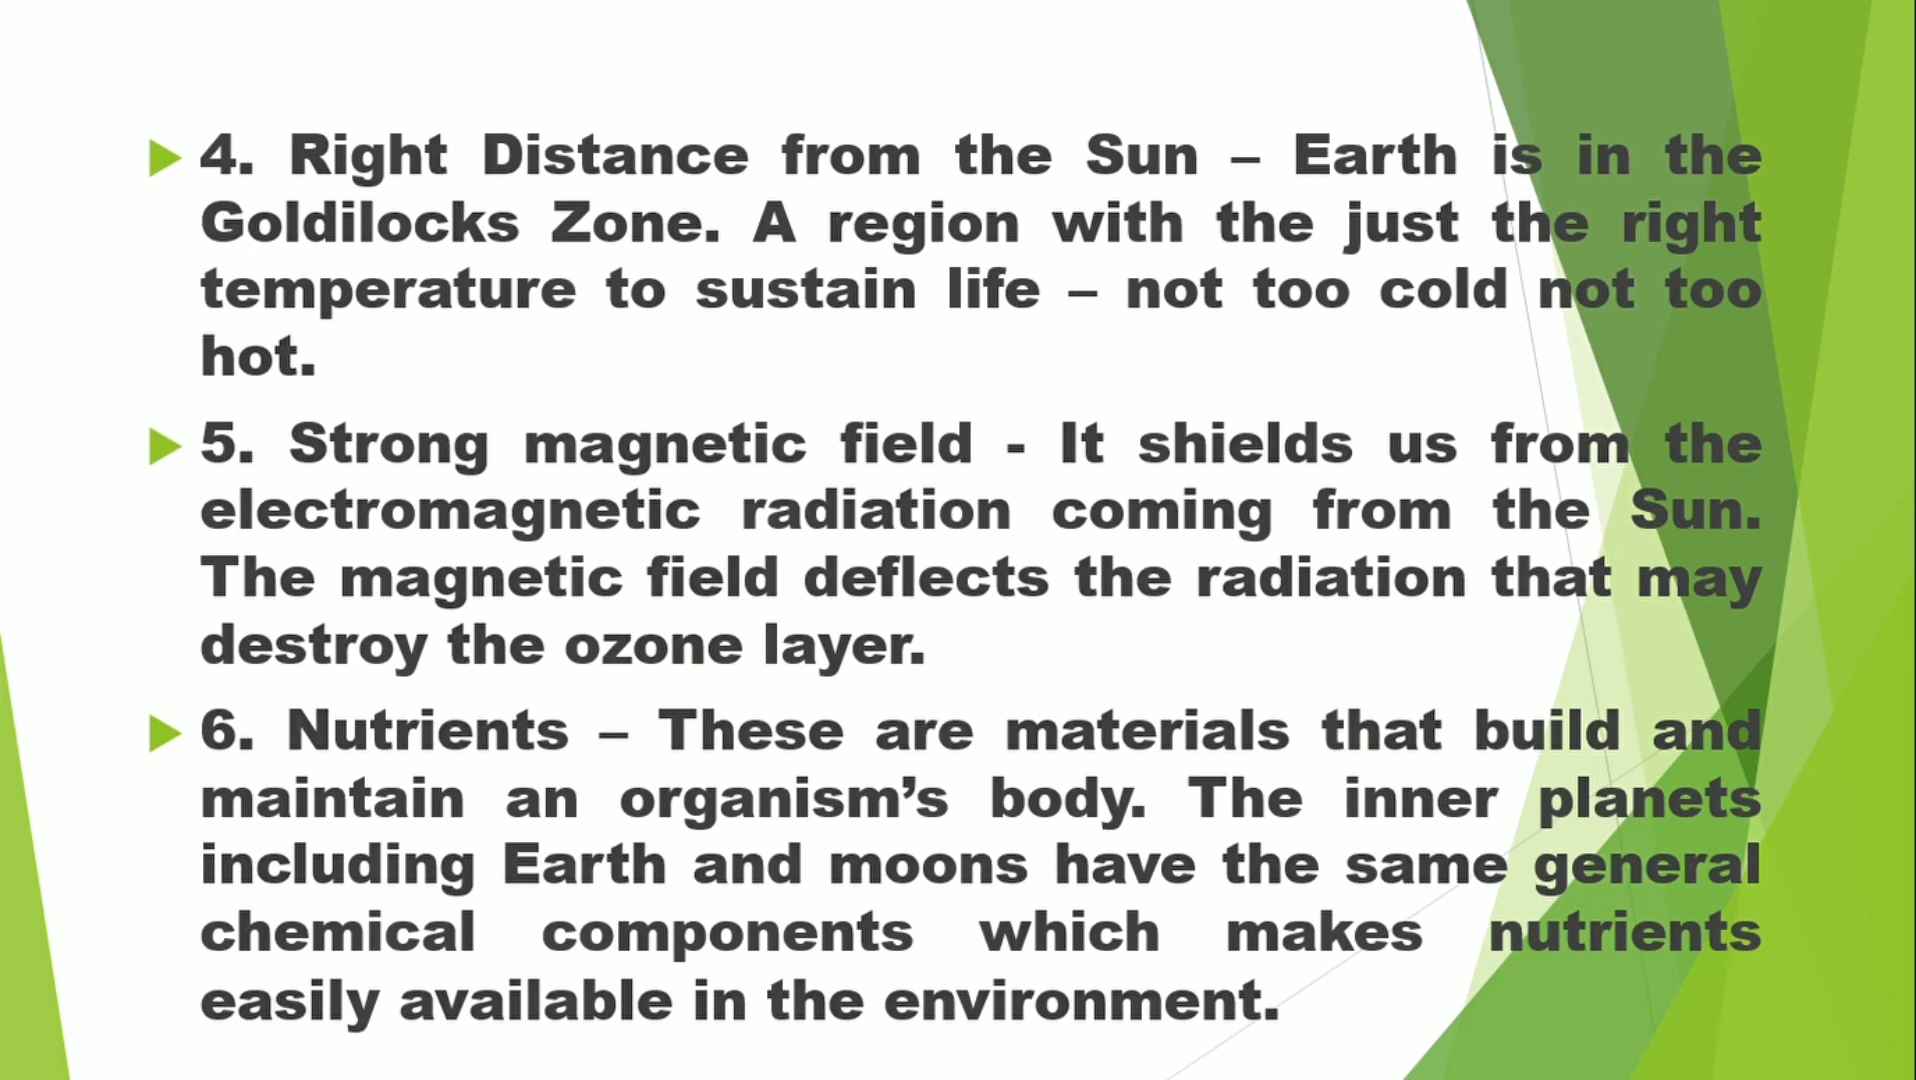 4. Right Distance from the Sun – Earth is in the
Goldilocks Zone. A region with the just the right
temperature to sustain life – not too cold not too
hot.
5. Strong magnetic field - It shields us from the
electromagnetic radiation coming from the Sun.
The magnetic field deflects the radiation that may
destroy the ozone layer.
6. Nutrients – These are materials that build and
maintain an organism’s body. The inner planets
including Earth and moons have the same general
chemical components which makes nutrients
easily available in the environment.